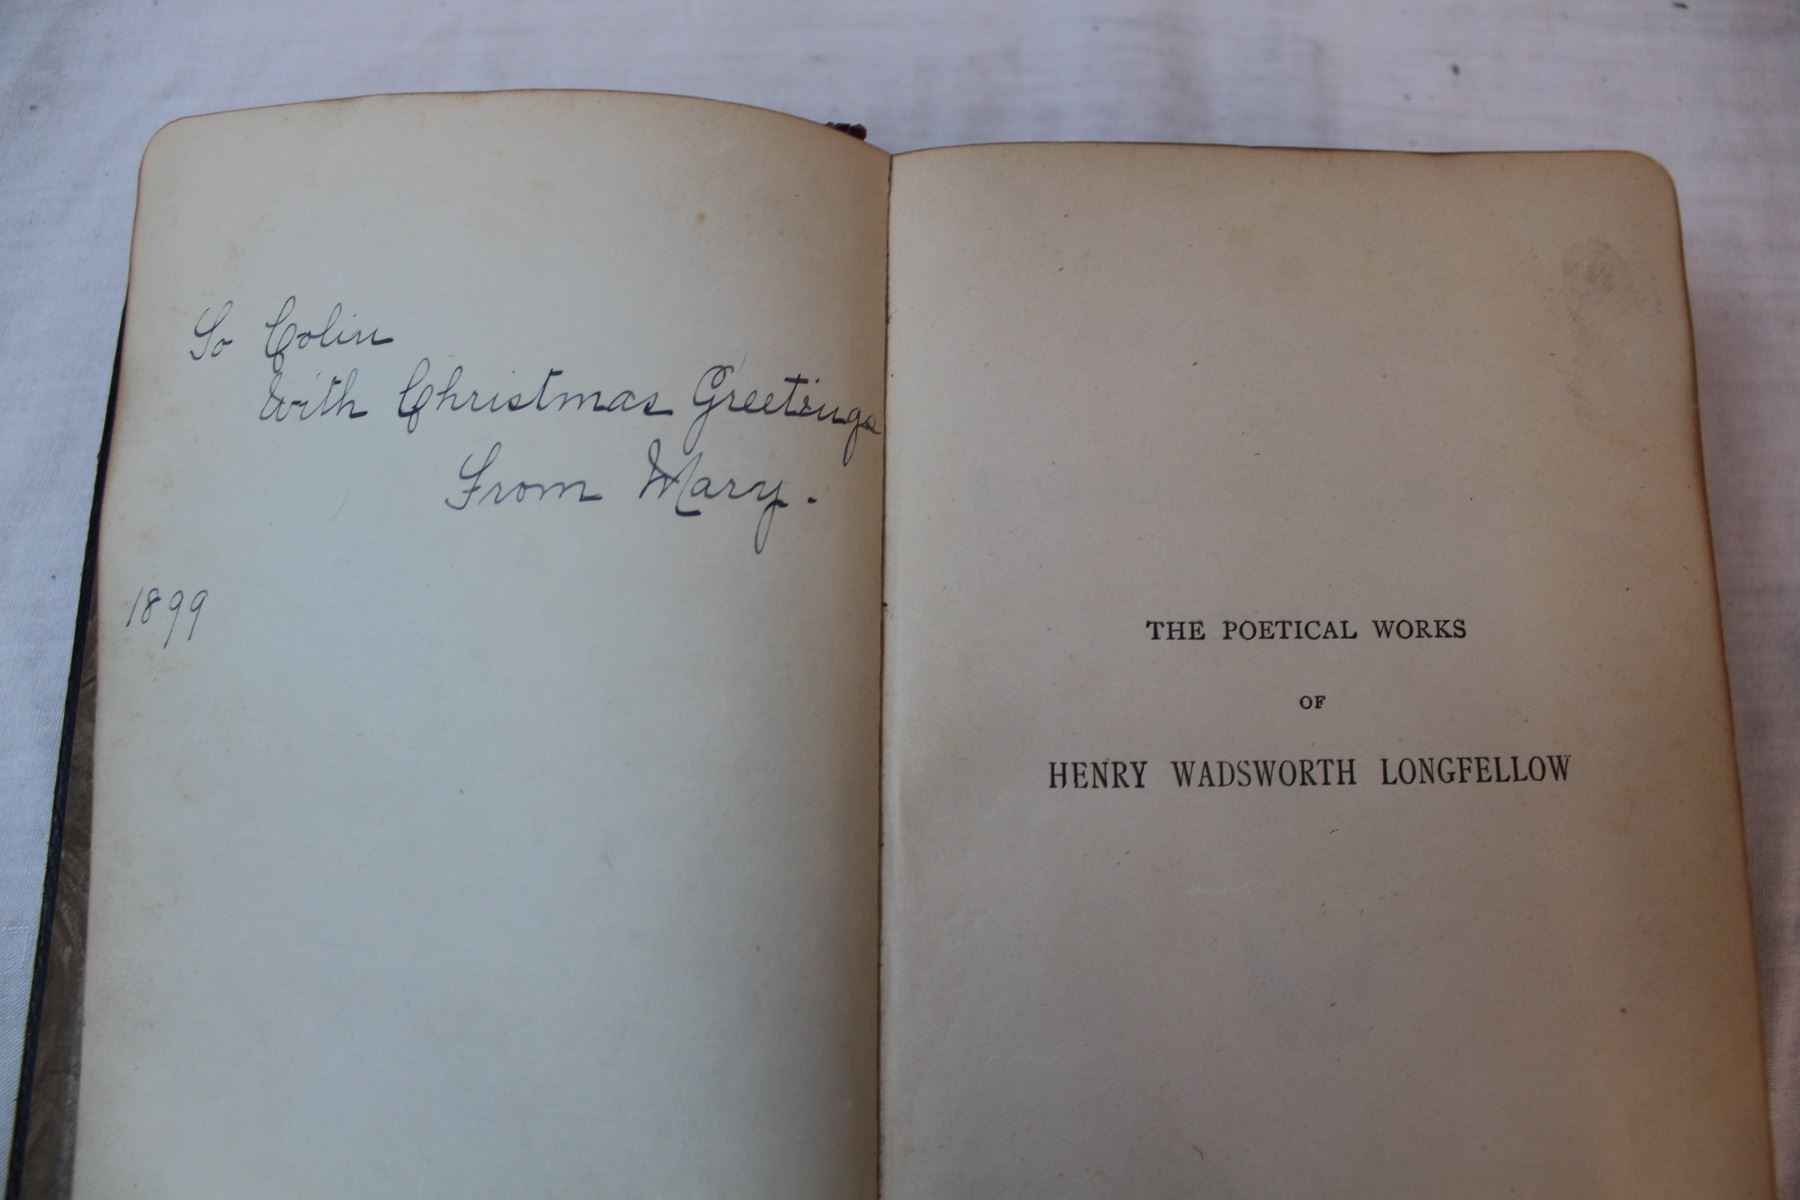 To Colin
With Christmas Greetings
From Mary.
1899
THE POETICAL WORKS
OF
HENRY WADSWORTH LONGFELLOW